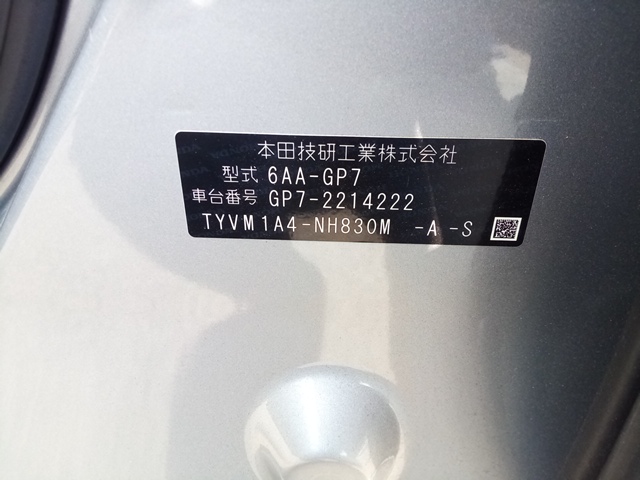 本田技研工業株式会社
型式 6AA-GP7
車台番号 GP7-2214222
TYVM1A4-NH830M -A -S